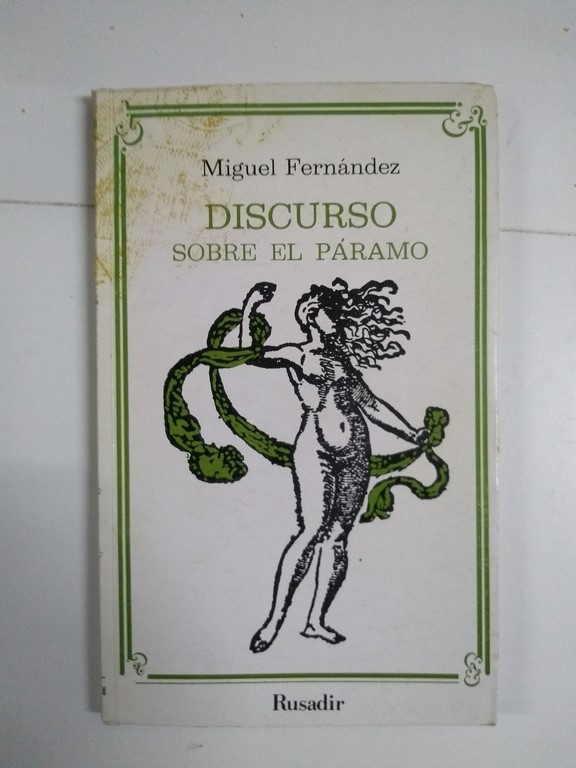 Miguel Fernández
DISCURSO
SOBRE EL PÁRAMO
Rusadir